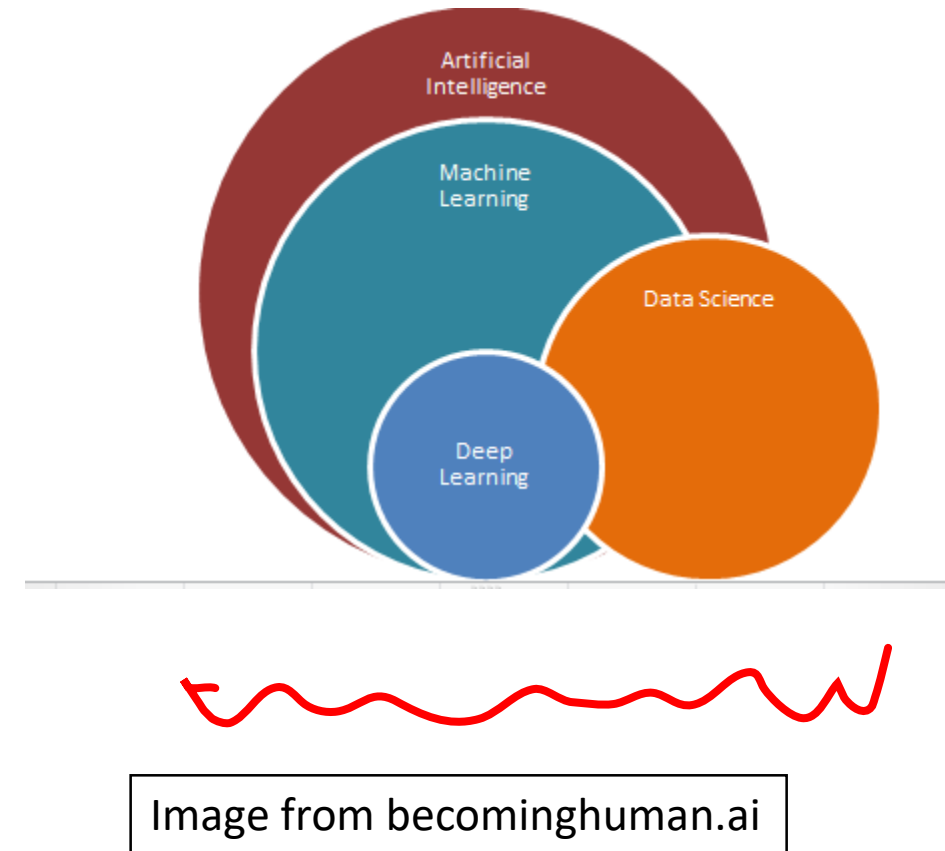 Artificial
Intelligence
Machine
Learning
Data Science
Deep
Learning
Image from becominghuman.ai